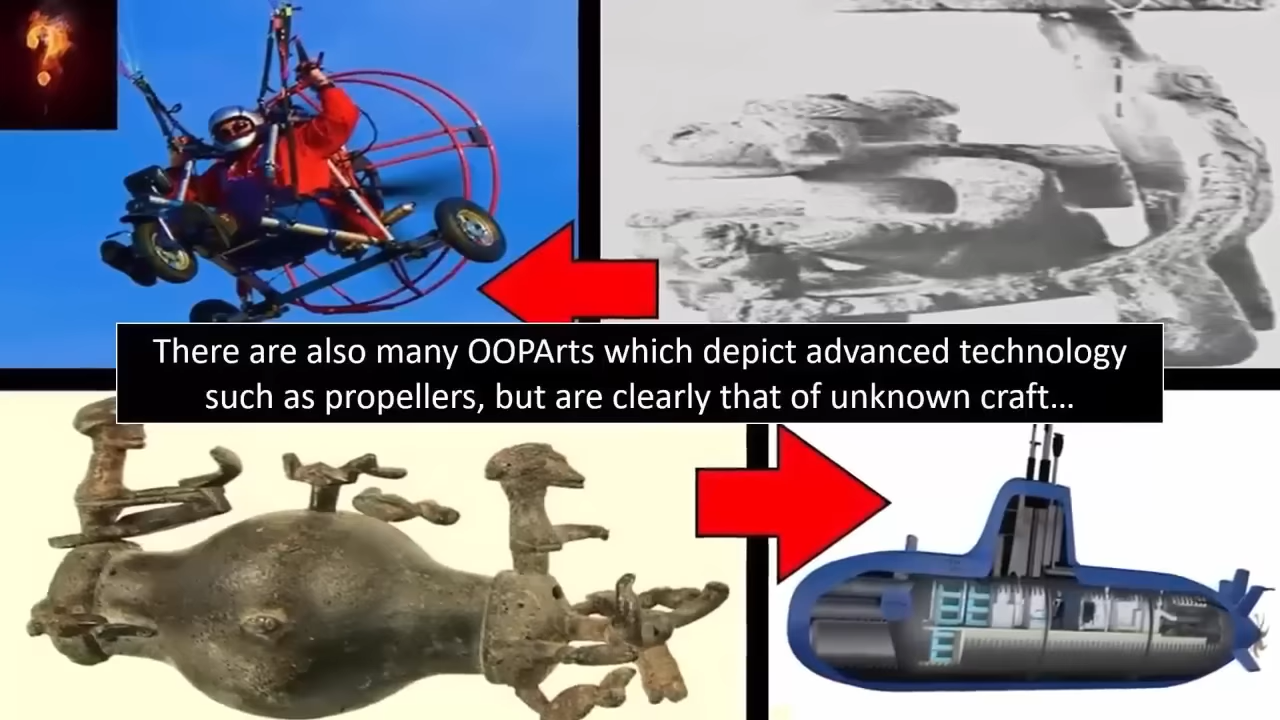 There are also many OOPArts which depict advanced technology
such as propellers, but are clearly that of unknown craft...